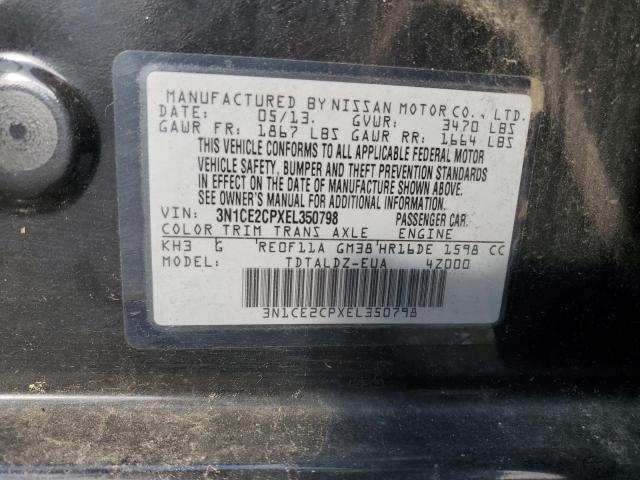 MANUFACTURED BY NISSAN MOTOR CO., LTD.
DATE: 05/13. GVWR: 3470 LBS
GAWR FR: 1867 LBS GAWR RR: 1664 LBS
THIS VEHICLE CONFORMS TO ALL APPLICABLE FEDERAL MOTOR
VEHICLE SAFETY, BUMPER AND THEFT PREVENTION STANDARDS
IN EFFECT ON THE DATE OF MANUFACTURE SHOWN ABOVE.
SEE OWNER'S MANUAL FOR ADDITIONAL INFORMATION.
VIN: 3N1CE2CPXEL350798 PASSENGER CAR.
COLOR TRIM TRANS AXLE ENGINE
KH3 G RE0F11A GM38 HR16DE 1598 CC
MODEL: TDTALDZ-EUA 4Z000
3N1CE2CPXEL350798